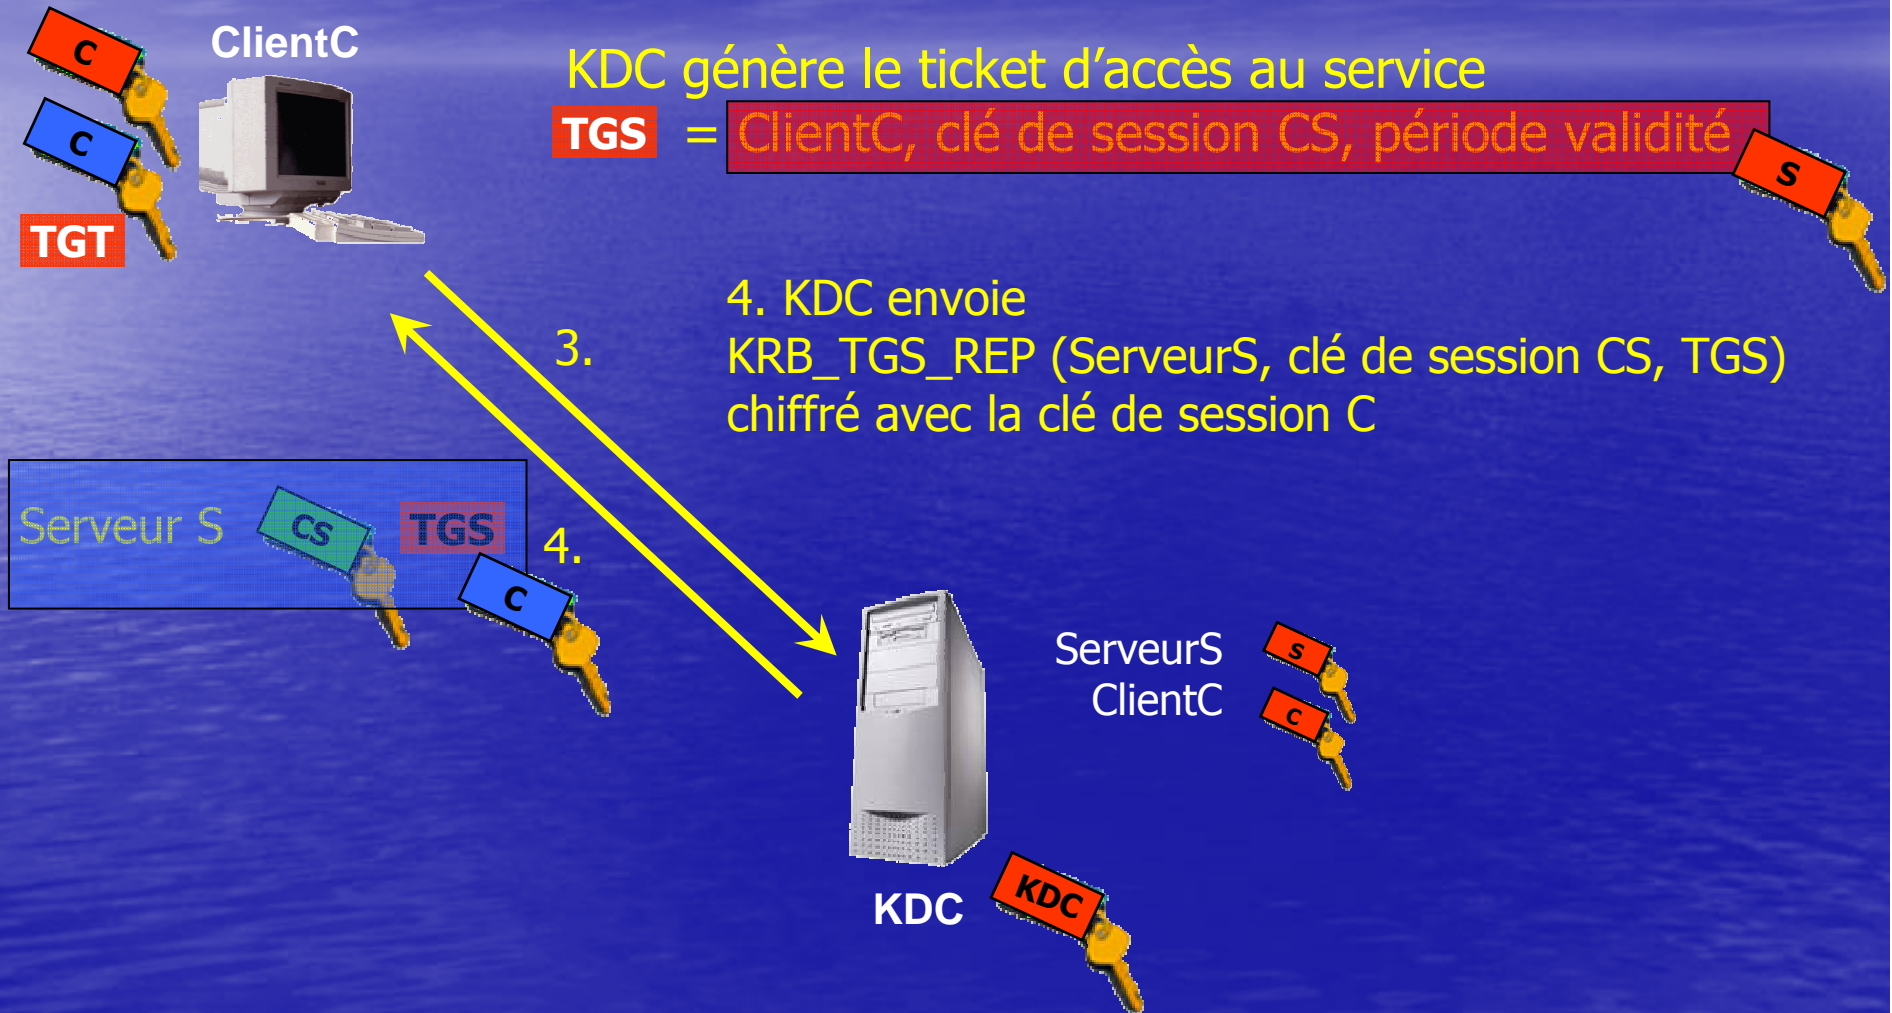 C
ClientC
KDC génère le ticket d’accès au service
TGS = ClientC, clé de session CS, période validité
S
C
TGT
4. KDC envoie
3.
KRB_TGS_REP (ServeurS, clé de session CS, TGS)
chiffré avec la clé de session C
Serveur S CS TGS
4.
C
ServeurS S
ClientC C
KDC KDC